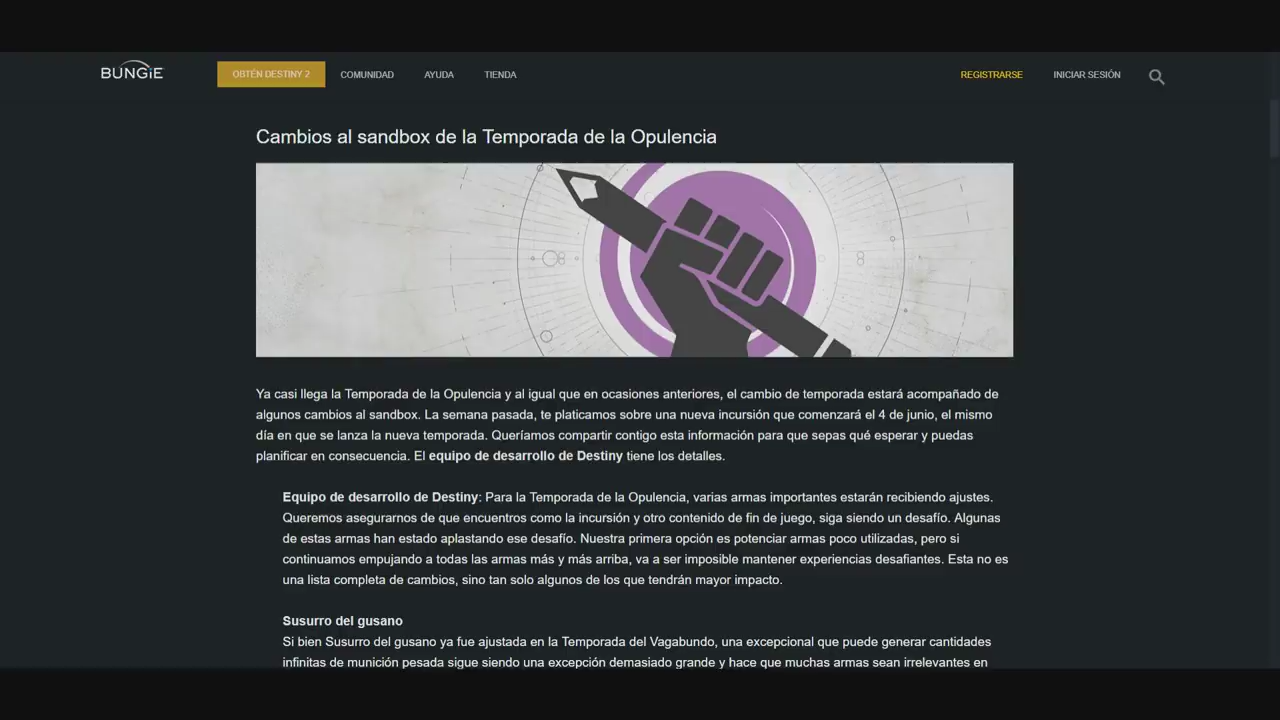 BUNGiE
OBTÉN DESTINY 2
COMUNIDAD
AYUDA
TIENDA
REGISTRARSE
INICIAR SESIÓN
Cambios al sandbox de la Temporada de la Opulencia
Ya casi llega la Temporada de la Opulencia y al igual que en ocasiones anteriores, el cambio de temporada estará acompañado de
algunos cambios al sandbox. La semana pasada, te platicamos sobre una nueva incursión que comenzará el 4 de junio, el mismo
día en que se lanza la nueva temporada. Queríamos compartir contigo esta información para que sepas qué esperar y puedas
planificar en consecuencia. El equipo de desarrollo de Destiny tiene los detalles.
Equipo de desarrollo de Destiny: Para la Temporada de la Opulencia, varias armas importantes estarán recibiendo ajustes.
Queremos asegurarnos de que encuentros como la incursión y otro contenido de fin de juego, siga siendo un desafío. Algunas
de estas armas han estado aplastando ese desafío. Nuestra primera opción es potenciar armas poco utilizadas, pero si
continuamos empujando a todas las armas más y más arriba, va a ser imposible mantener experiencias desafiantes. Esta no es
una lista completa de cambios, sino tan solo algunos de los que tendrán mayor impacto.
Susurro del gusano
Si bien Susurro del gusano ya fue ajustada en la Temporada del Vagabundo, una excepcional que puede generar cantidades
infinitas de munición pesada sigue siendo una excepción demasiado grande y hace que muchas armas sean irrelevantes en